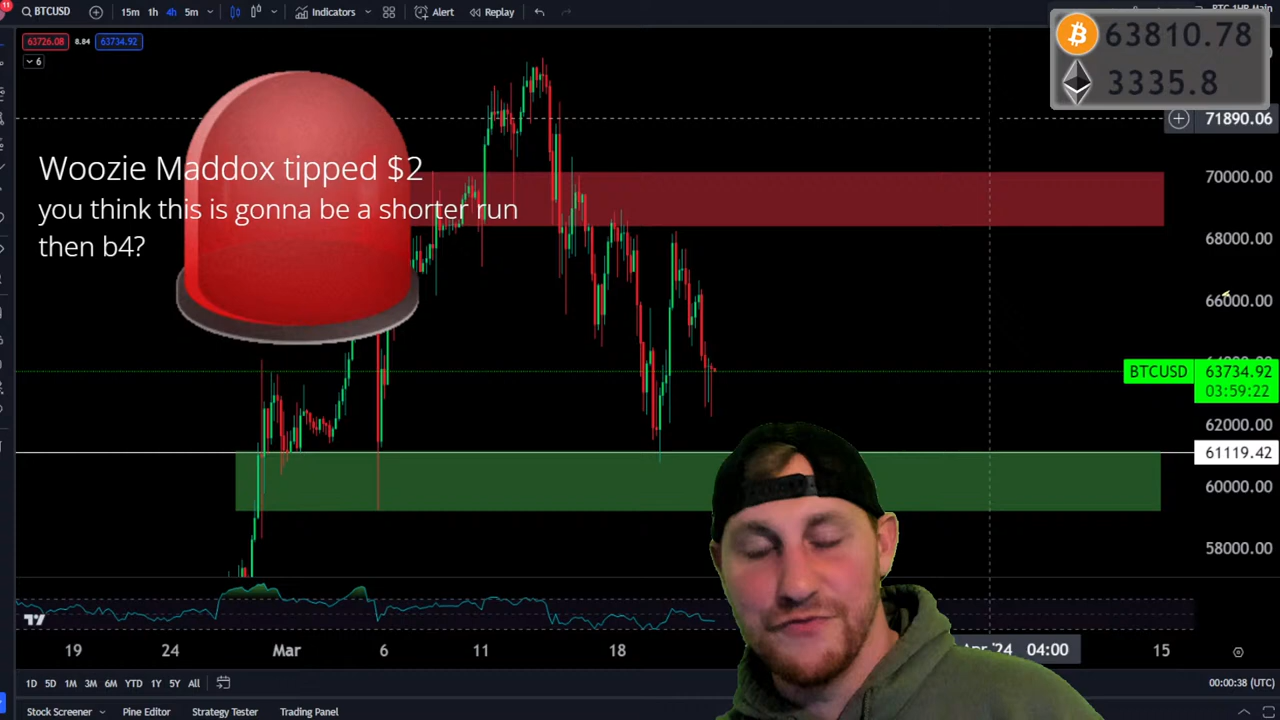 11
BTCUSD
15m 1h 4h 5m
Indicators
Alert
Replay
63726.08 8.84 63734.92
6
63810.78
3335.8
71890.06
Woozie Maddox tipped $2
you think this is gonna be a shorter run
then b4?
70000.00
68000.00
66000.00
BTCUSD 63734.92
03:59:22
62000.00
61119.42
60000.00
58000.00
19 24 Mar 6 11 18 Apr '24 04:00 15
1D 5D 1M 3M 6M YTD 1Y 5Y All
00:00:38 (UTC)
Stock Screener Pine Editor Strategy Tester Trading Panel